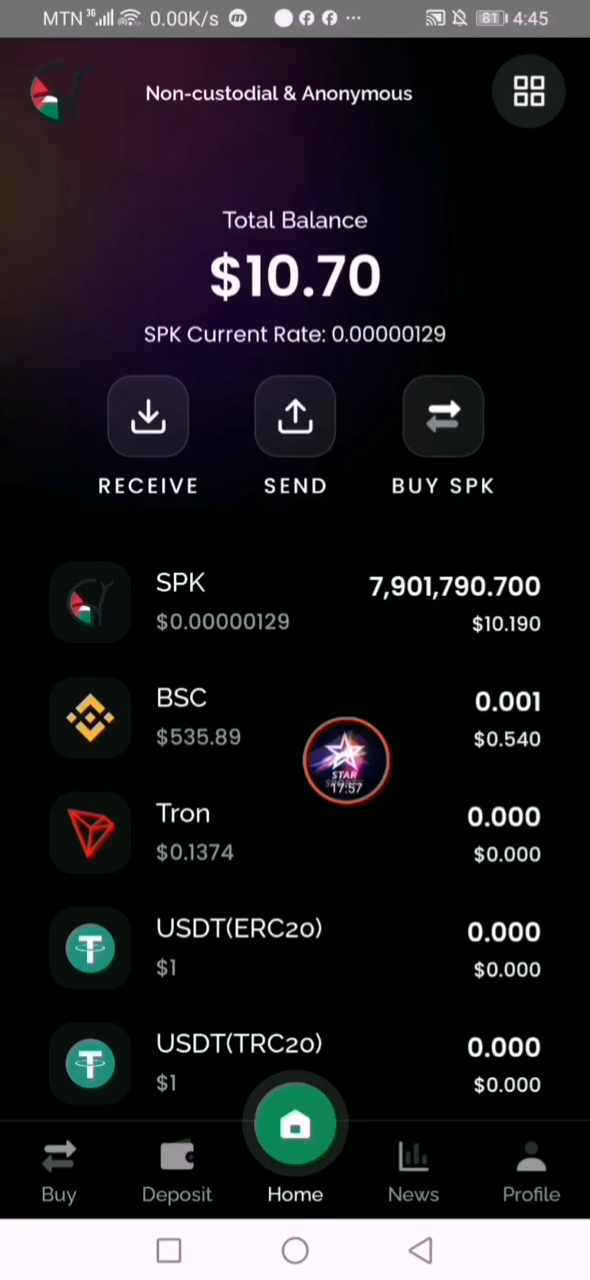 MTN 3G 0.00K/s 81 4:45
Non-custodial & Anonymous
Total Balance
$10.70
SPK Current Rate: 0.00000129
RECEIVE SEND BUY SPK
SPK 7,901,790.700
$0.00000129 $10.190
BSC 0.001
$535.89 $0.540
STAR
17:57
Tron 0.000
$0.1374 $0.000
USDT(ERC20) 0.000
$1 $0.000
USDT(TRC20) 0.000
$1 $0.000
Buy Deposit Home News Profile